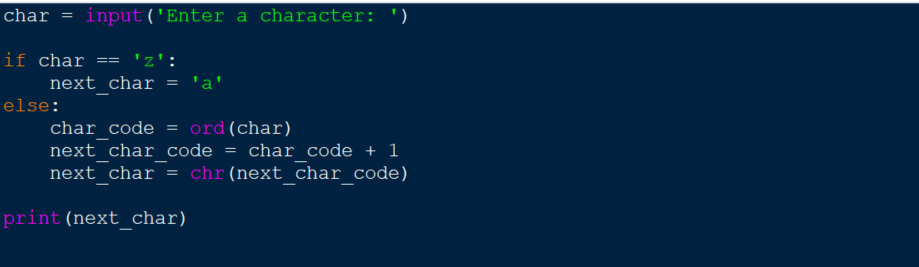 char = input('Enter a character: ')
if char == 'z':
    next_char = 'a'
else:
    char_code = ord(char)
    next_char_code = char_code + 1
    next_char = chr(next_char_code)
print(next_char)